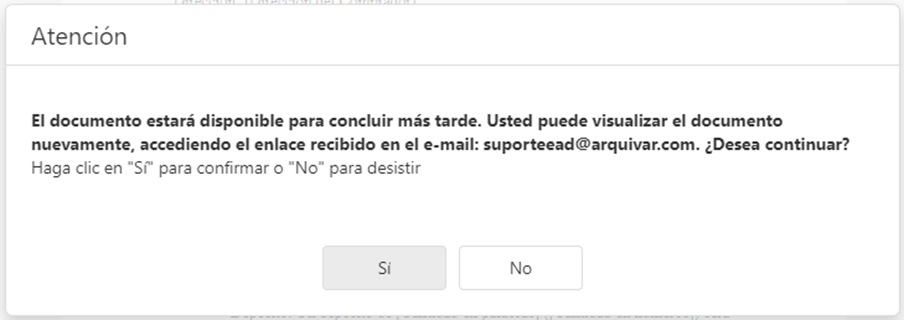 Atención
El documento estará disponible para concluir más tarde. Usted puede visualizar el documento
nuevamente, accediendo el enlace recibido en el e-mail: suporteead@arquivar.com. ¿Desea continuar?
Haga clic en "Sí" para confirmar o "No" para desistir
Sí
No